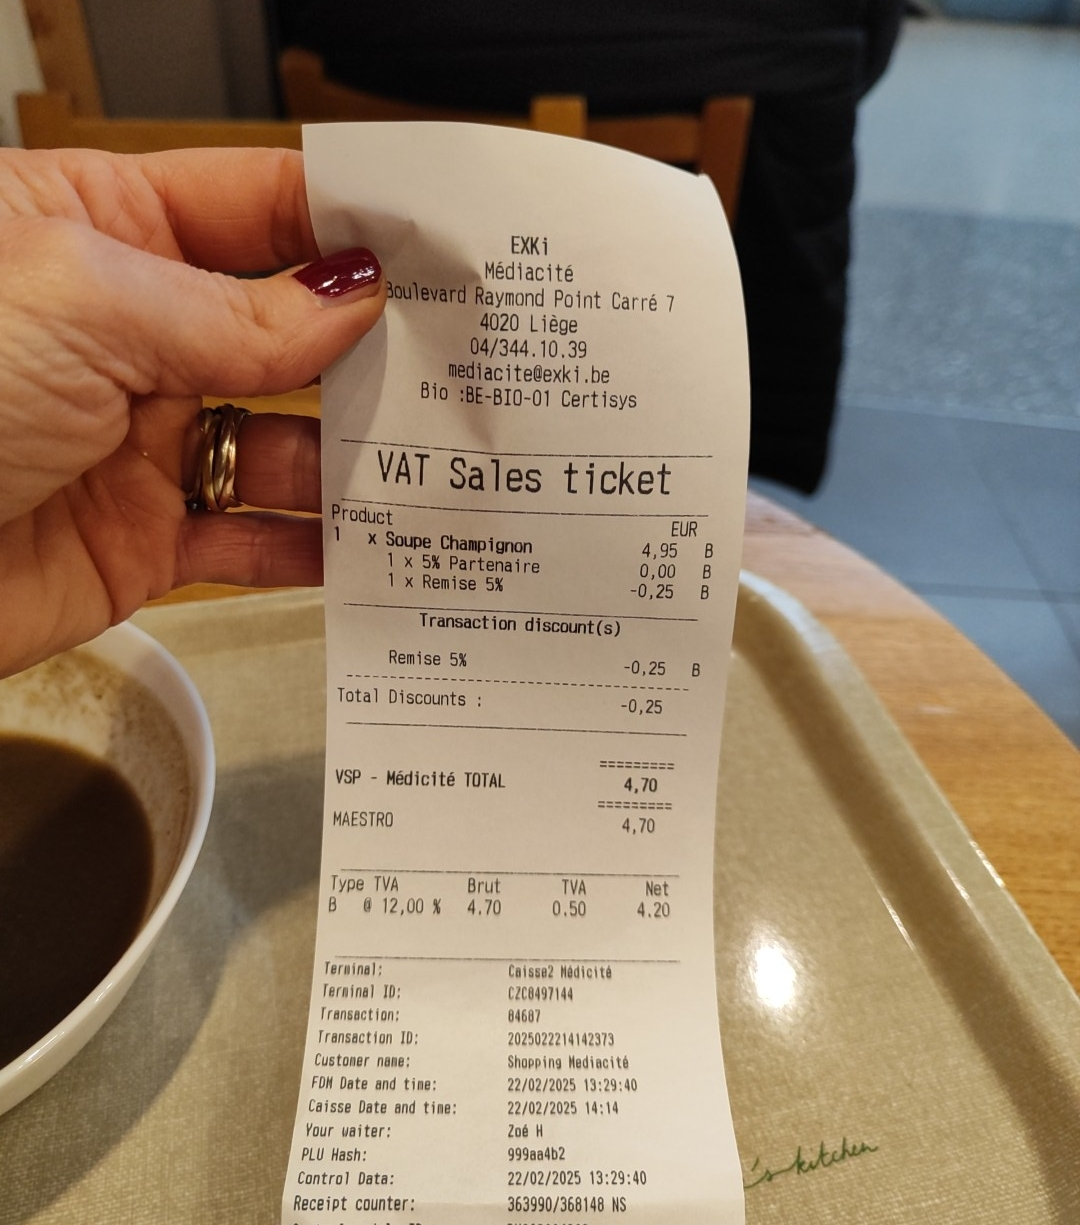 EXKi
Médiacité
Boulevard Raymond Point Carré 7
4020 Liège
04/344.10.39
mediacite@exki.be
Bio :BE-BIO-01 Certisys
VAT Sales ticket
Product EUR
1 x Soupe Champignon 4,95 B
1 x 5% Partenaire 0,00 B
1 x Remise 5% -0,25 B
Transaction discount(s)
Remise 5% -0,25 B
Total Discounts : -0,25
=========
VSP - Médicité TOTAL 4,70
=========
MAESTRO 4,70
Type TVA Brut TVA Net
B @ 12,00 % 4.70 0.50 4.20
Terminal: Caisse2 Médicité
Terminal ID: CZC8497144
Transaction: 84687
Transaction ID: 2025022214142373
Customer name: Shopping Mediacité
FDM Date and time: 22/02/2025 13:29:40
Caisse Date and time: 22/02/2025 14:14
Your waiter: Zoé H
PLU Hash: 999aa4b2
Control Data: 22/02/2025 13:29:40
Receipt counter: 363990/368148 NS
's kitchen